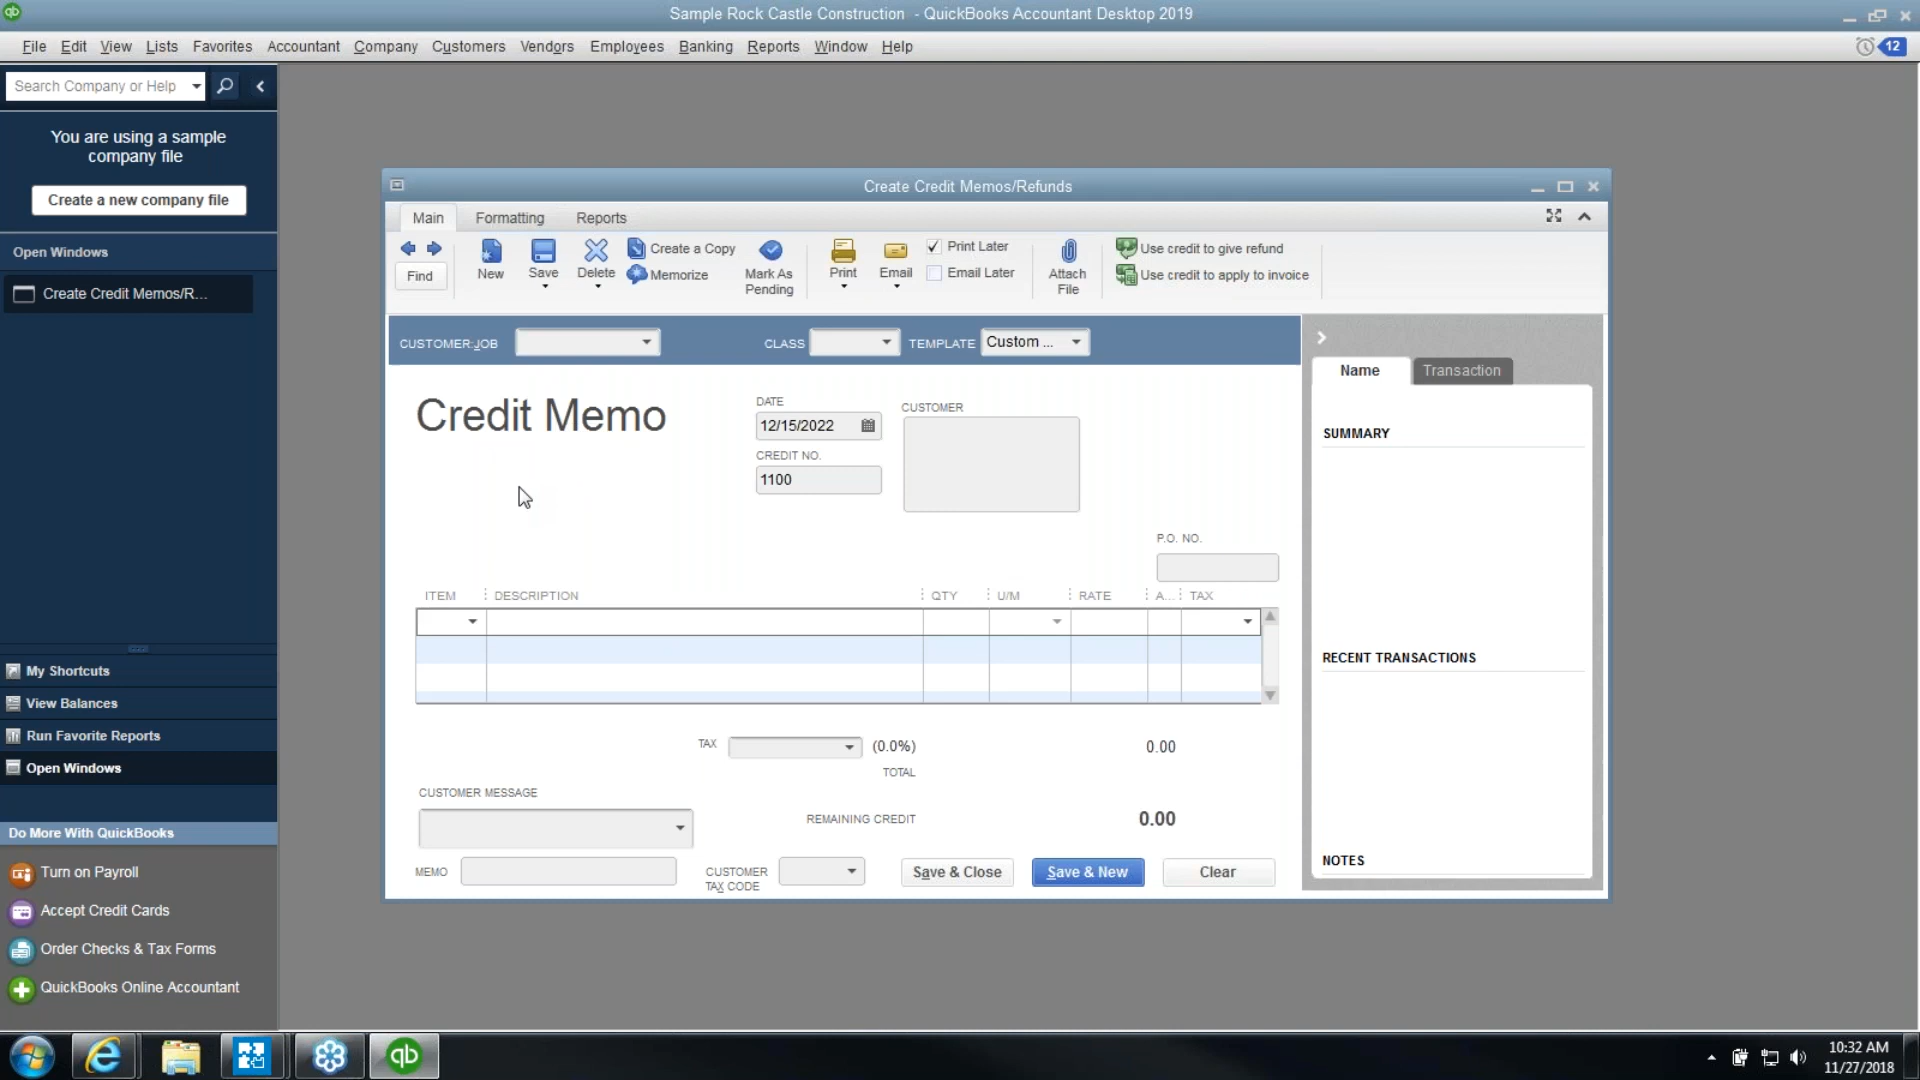 qb
Sample Rock Castle Construction - QuickBooks Accountant Desktop 2019
File Edit View Lists Favorites Accountant Company Customers Vendors Employees Banking Reports Window Help
12
Search Company or Help
You are using a sample
company file
Create a new company file
Open Windows
Create Credit Memos/R...
My Shortcuts
View Balances
Run Favorite Reports
Open Windows
Do More With QuickBooks
Turn on Payroll
Accept Credit Cards
Order Checks & Tax Forms
QuickBooks Online Accountant
Create Credit Memos/Refunds
Main Formatting Reports
Find
New
Save
Delete
Create a Copy
Memorize
Mark As
Pending
Print
Email
Print Later
Email Later
Attach
File
Use credit to give refund
Use credit to apply to invoice
CUSTOMER:JOB
CLASS
TEMPLATE Custom ...
Credit Memo
DATE
12/15/2022
CREDIT NO.
1100
CUSTOMER
P.O. NO.
ITEM DESCRIPTION QTY U/M RATE A... TAX
TAX (0.0%) 0.00
TOTAL
CUSTOMER MESSAGE
REMAINING CREDIT 0.00
MEMO
CUSTOMER
TAX CODE
Save & Close
Save & New
Clear
Name Transaction
SUMMARY
RECENT TRANSACTIONS
NOTES
qb
10:32 AM
11/27/2018